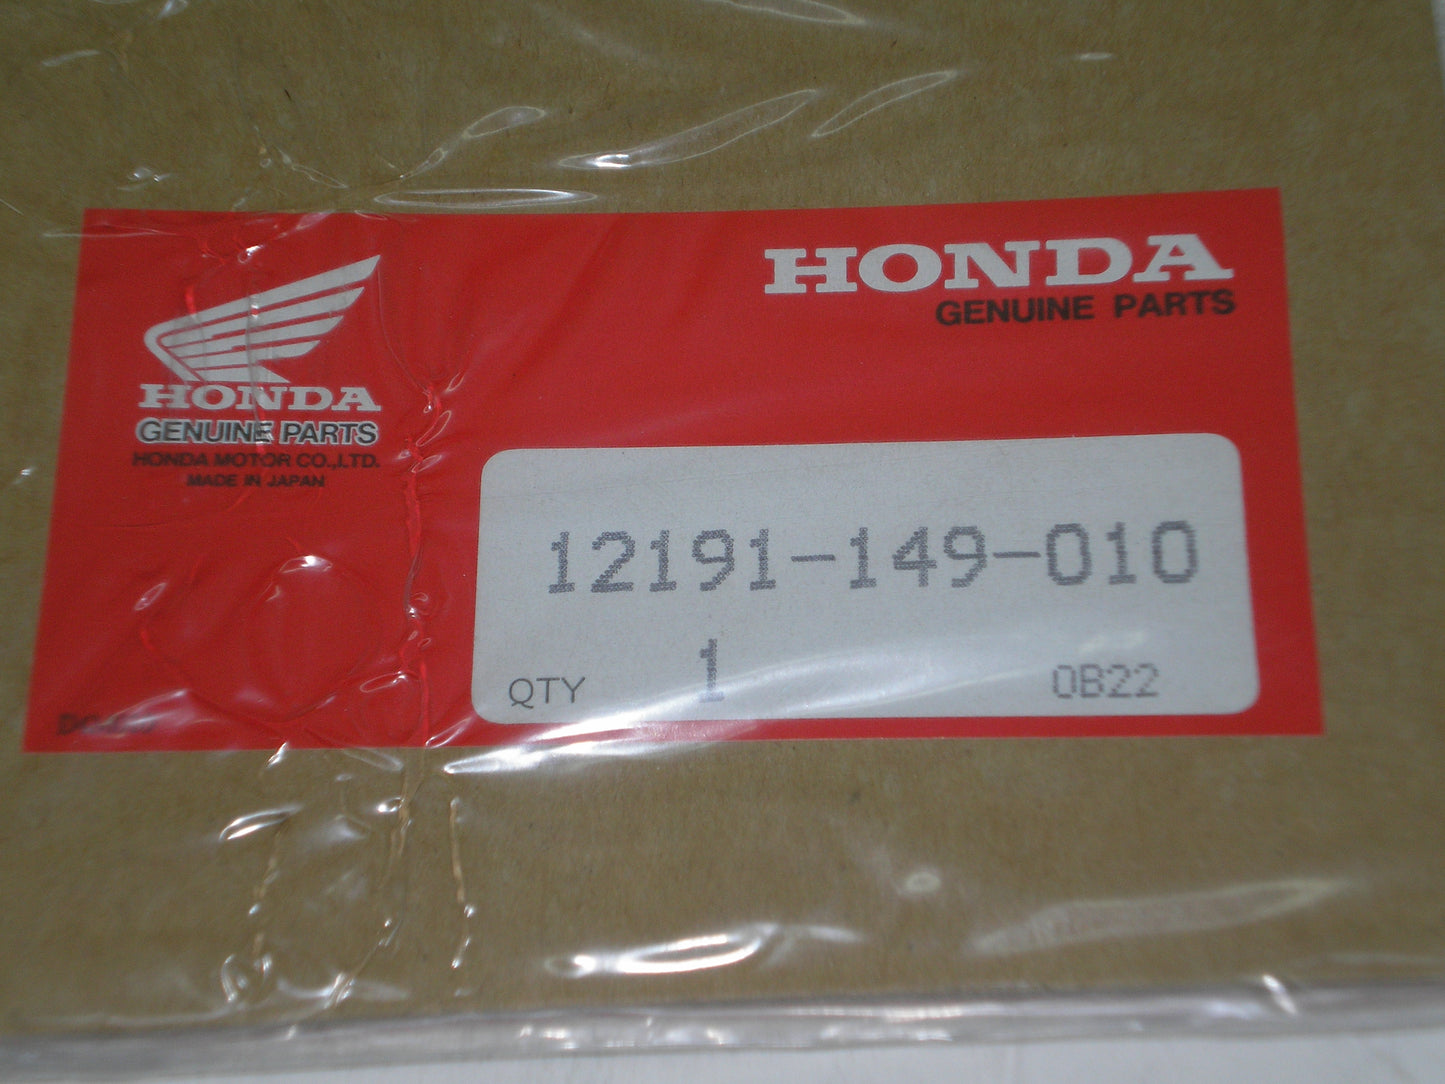 HONDA
GENUINE PARTS
HONDA
GENUINE PARTS
HONDA MOTOR CO.,LTD.
MADE IN JAPAN
12191-149-010
QTY 1 0B22